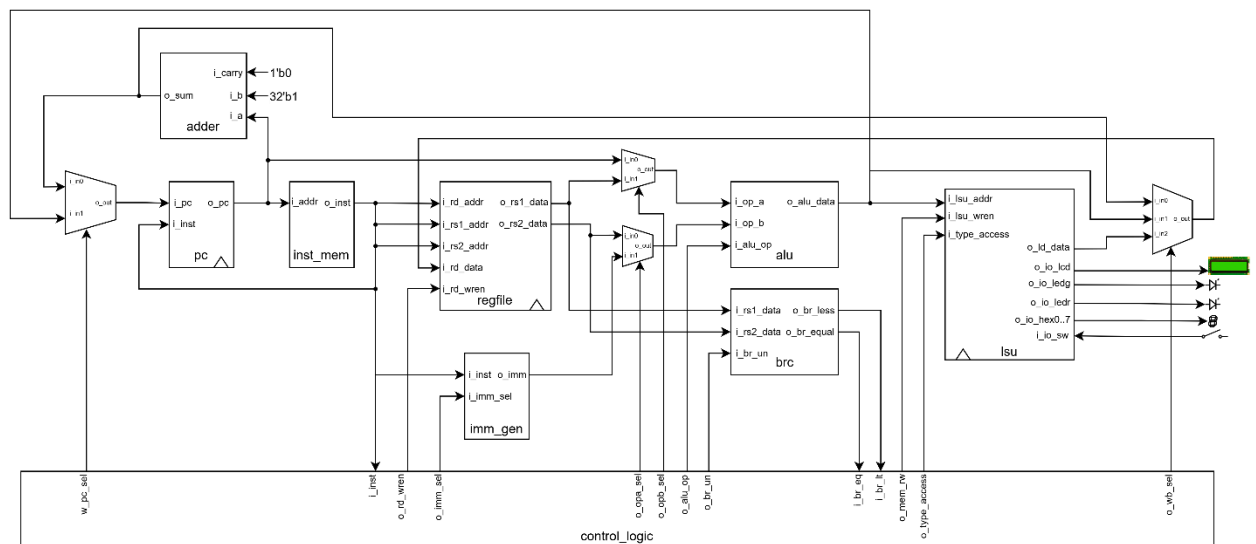 i_carry
1'b0
o_sum
i_b
32'b1
i_a
adder
i_in0
i_in1
o_out
i_pc
o_pc
i_inst
pc
i_addr
o_inst
inst_mem
i_rd_addr
o_rs1_data
i_rs1_addr
o_rs2_data
i_rs2_addr
i_rd_data
i_rd_wren
regfile
i_in0
i_in1
o_out
i_in0
i_in1
o_out
i_op_a
o_alu_data
i_op_b
i_alu_op
alu
i_rs1_data
o_br_less
i_rs2_data
o_br_equal
i_br_un
brc
i_inst
o_imm
i_imm_sel
imm_gen
i_lsu_addr
i_lsu_wren
i_type_access
o_ld_data
o_io_lcd
o_io_ledg
o_io_ledr
o_io_hex0..7
i_io_sw
lsu
i_in0
i_in1
o_out
i_in2
w_pc_sel
i_inst
o_rd_wren
o_imm_sel
o_opa_sel
o_opb_sel
o_alu_op
o_br_un
i_br_eq
i_br_lt
o_mem_rw
o_type_access
o_wb_sel
control_logic